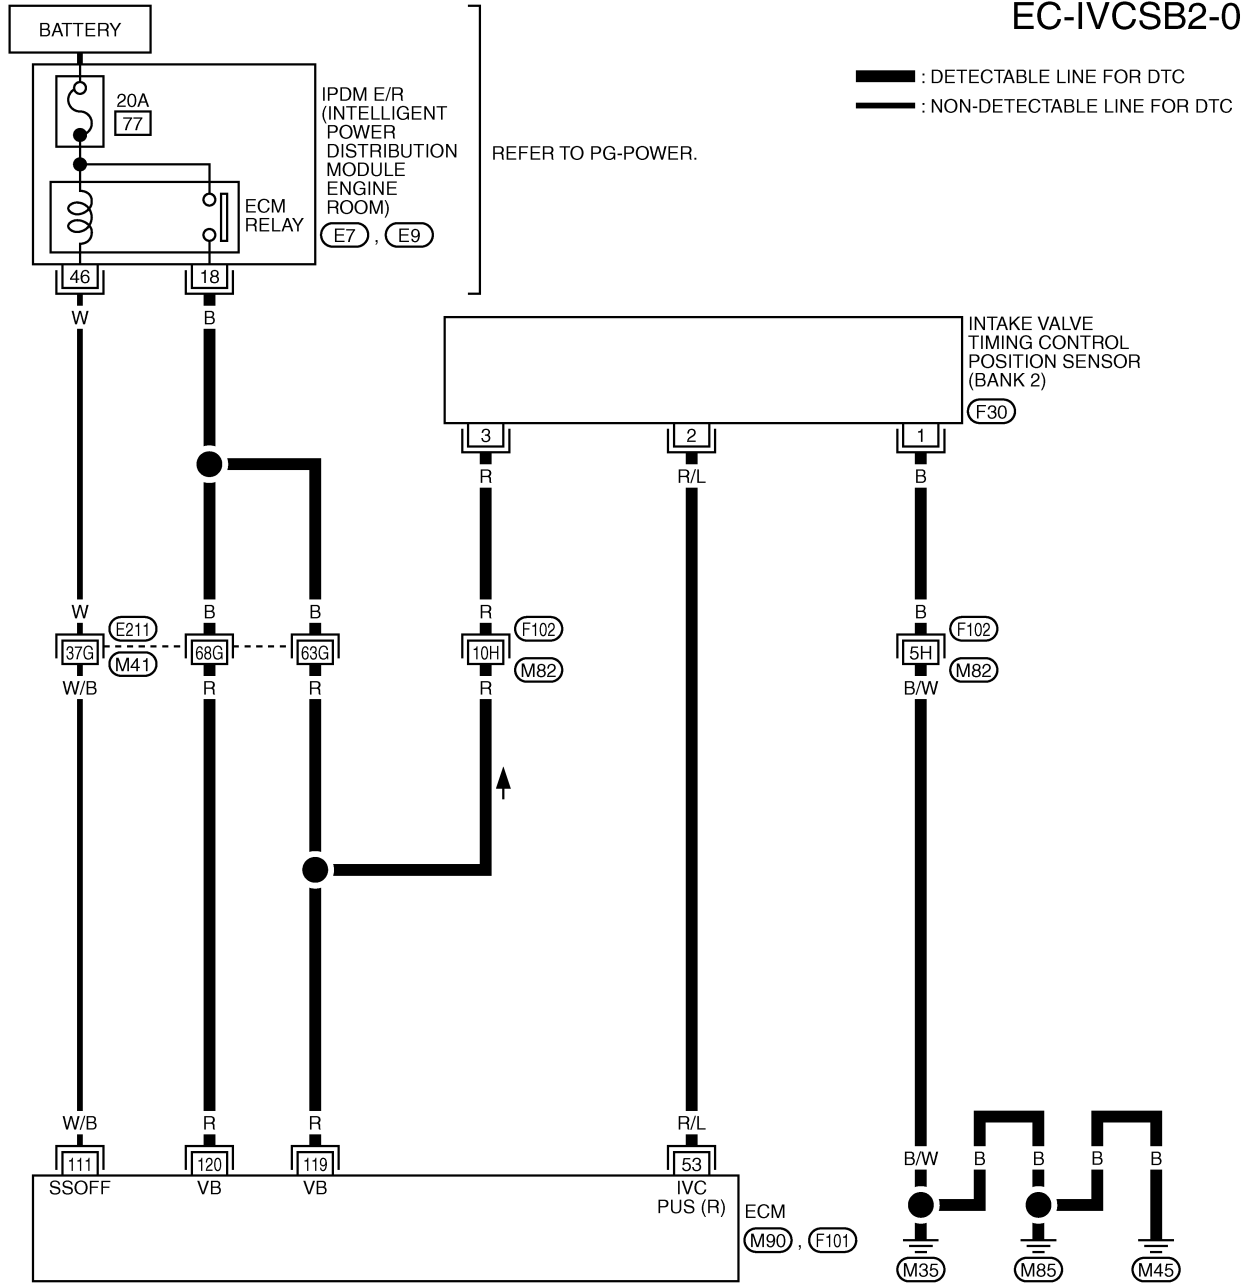 EC-IVCSB2-0
BATTERY
: DETECTABLE LINE FOR DTC
: NON-DETECTABLE LINE FOR DTC
20A
77
IPDM E/R
(INTELLIGENT
POWER
DISTRIBUTION
MODULE
ENGINE
ROOM)
E7 , E9
REFER TO PG-POWER.
ECM
RELAY
46
18
W
B
INTAKE VALVE
TIMING CONTROL
POSITION SENSOR
(BANK 2)
F30
3
2
1
R
R/L
B
W
B
B
R
B
E211
F102
F102
37G
68G
63G
10H
5H
M41
M82
M82
W/B
R
R
R
B/W
W/B
R
R
R/L
B/W
B
B
B
B
111
120
119
53
SSOFF
VB
VB
IVC
PUS (R)
ECM
M90 , F101
M35
M85
M45